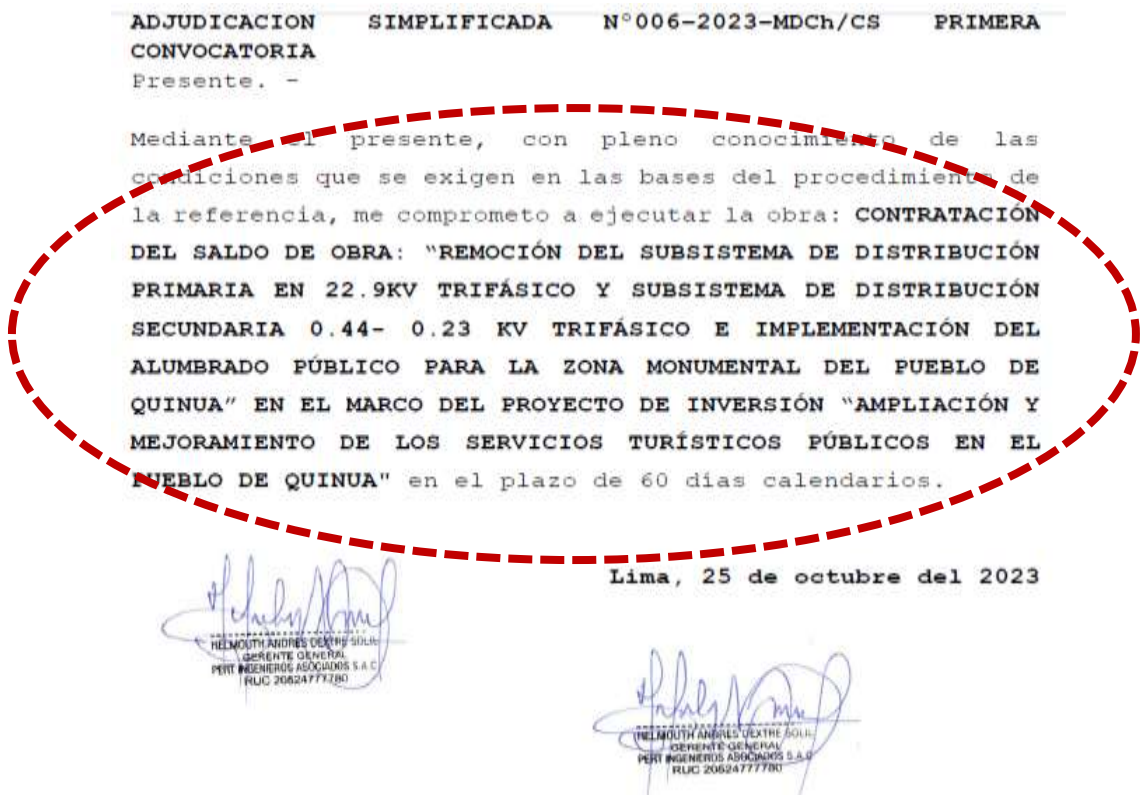 ADJUDICACION SIMPLIFICADA N°006-2023-MDCh/CS PRIMERA
CONVOCATORIA
Presente. -
Mediante el presente, con pleno conocimiento de las
condiciones que se exigen en las bases del procedimiento de
la referencia, me comprometo a ejecutar la obra: CONTRATACIÓN
DEL SALDO DE OBRA: “REMOCIÓN DEL SUBSISTEMA DE DISTRIBUCIÓN
PRIMARIA EN 22.9KV TRIFÁSICO Y SUBSISTEMA DE DISTRIBUCIÓN
SECUNDARIA 0.44- 0.23 KV TRIFÁSICO E IMPLEMENTACIÓN DEL
ALUMBRADO PÚBLICO PARA LA ZONA MONUMENTAL DEL PUEBLO DE
QUINUA” EN EL MARCO DEL PROYECTO DE INVERSIÓN “AMPLIACIÓN Y
MEJORAMIENTO DE LOS SERVICIOS TURÍSTICOS PÚBLICOS EN EL
PUEBLO DE QUINUA" en el plazo de 60 días calendarios.
Lima, 25 de octubre del 2023
HELMOUTH ANDRES DEXTRE
GERENTE GENERAL
PERT INGENIEROS ASOCIADOS S.A.C
RUC 20624777780
HELMOUTH ANDRES DEXTRE
GERENTE GENERAL
PERT INGENIEROS ASOCIADOS S.A.C
RUC 20624777780